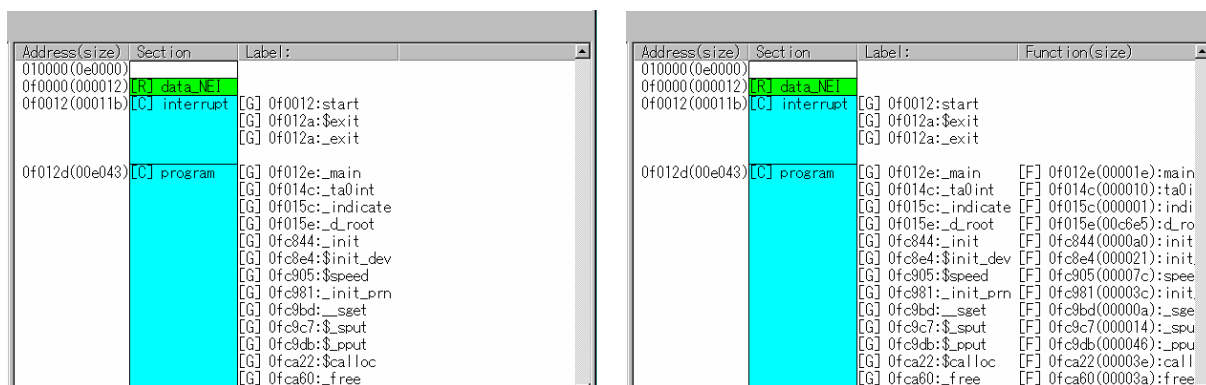 Address(size) Section Label:
010000(0e0000)
0f0000(000012) [R] data_NEI
0f0012(00011b) [C] interrupt [G] 0f0012:start
[G] 0f012a:$exit
[G] 0f012a:_exit
0f012d(00e043) [C] program [G] 0f012e:_main
[G] 0f014c:_ta0int
[G] 0f015c:_indicate
[G] 0f015e:_d_root
[G] 0fc844:_init
[G] 0fc8e4:$init_dev
[G] 0fc905:$speed
[G] 0fc981:_init_prn
[G] 0fc9bd:__sget
[G] 0fc9c7:$_sput
[G] 0fc9db:$_pput
[G] 0fca22:$calloc
[G] 0fca60:_free
Address(size) Section Label: Function(size)
010000(0e0000)
0f0000(000012) [R] data_NEI
0f0012(00011b) [C] interrupt [G] 0f0012:start
[G] 0f012a:$exit
[G] 0f012a:_exit
0f012d(00e043) [C] program [G] 0f012e:_main [F] 0f012e(00001e):main
[G] 0f014c:_ta0int [F] 0f014c(000010):ta0i
[G] 0f015c:_indicate [F] 0f015c(000001):indi
[G] 0f015e:_d_root [F] 0f015e(00c6e5):d_ro
[G] 0fc844:_init [F] 0fc844(0000a0):init
[G] 0fc8e4:$init_dev [F] 0fc8e4(000021):init_
[G] 0fc905:$speed [F] 0fc905(00007c):spee
[G] 0fc981:_init_prn [F] 0fc981(00003c):init_
[G] 0fc9bd:__sget [F] 0fc9bd(00000a):_sge
[G] 0fc9c7:$_sput [F] 0fc9c7(000014):_spu
[G] 0fc9db:$_pput [F] 0fc9db(000046):_ppu
[G] 0fca22:$calloc [F] 0fca22(00003e):call
[G] 0fca60:_free [F] 0fca60(00003a):free